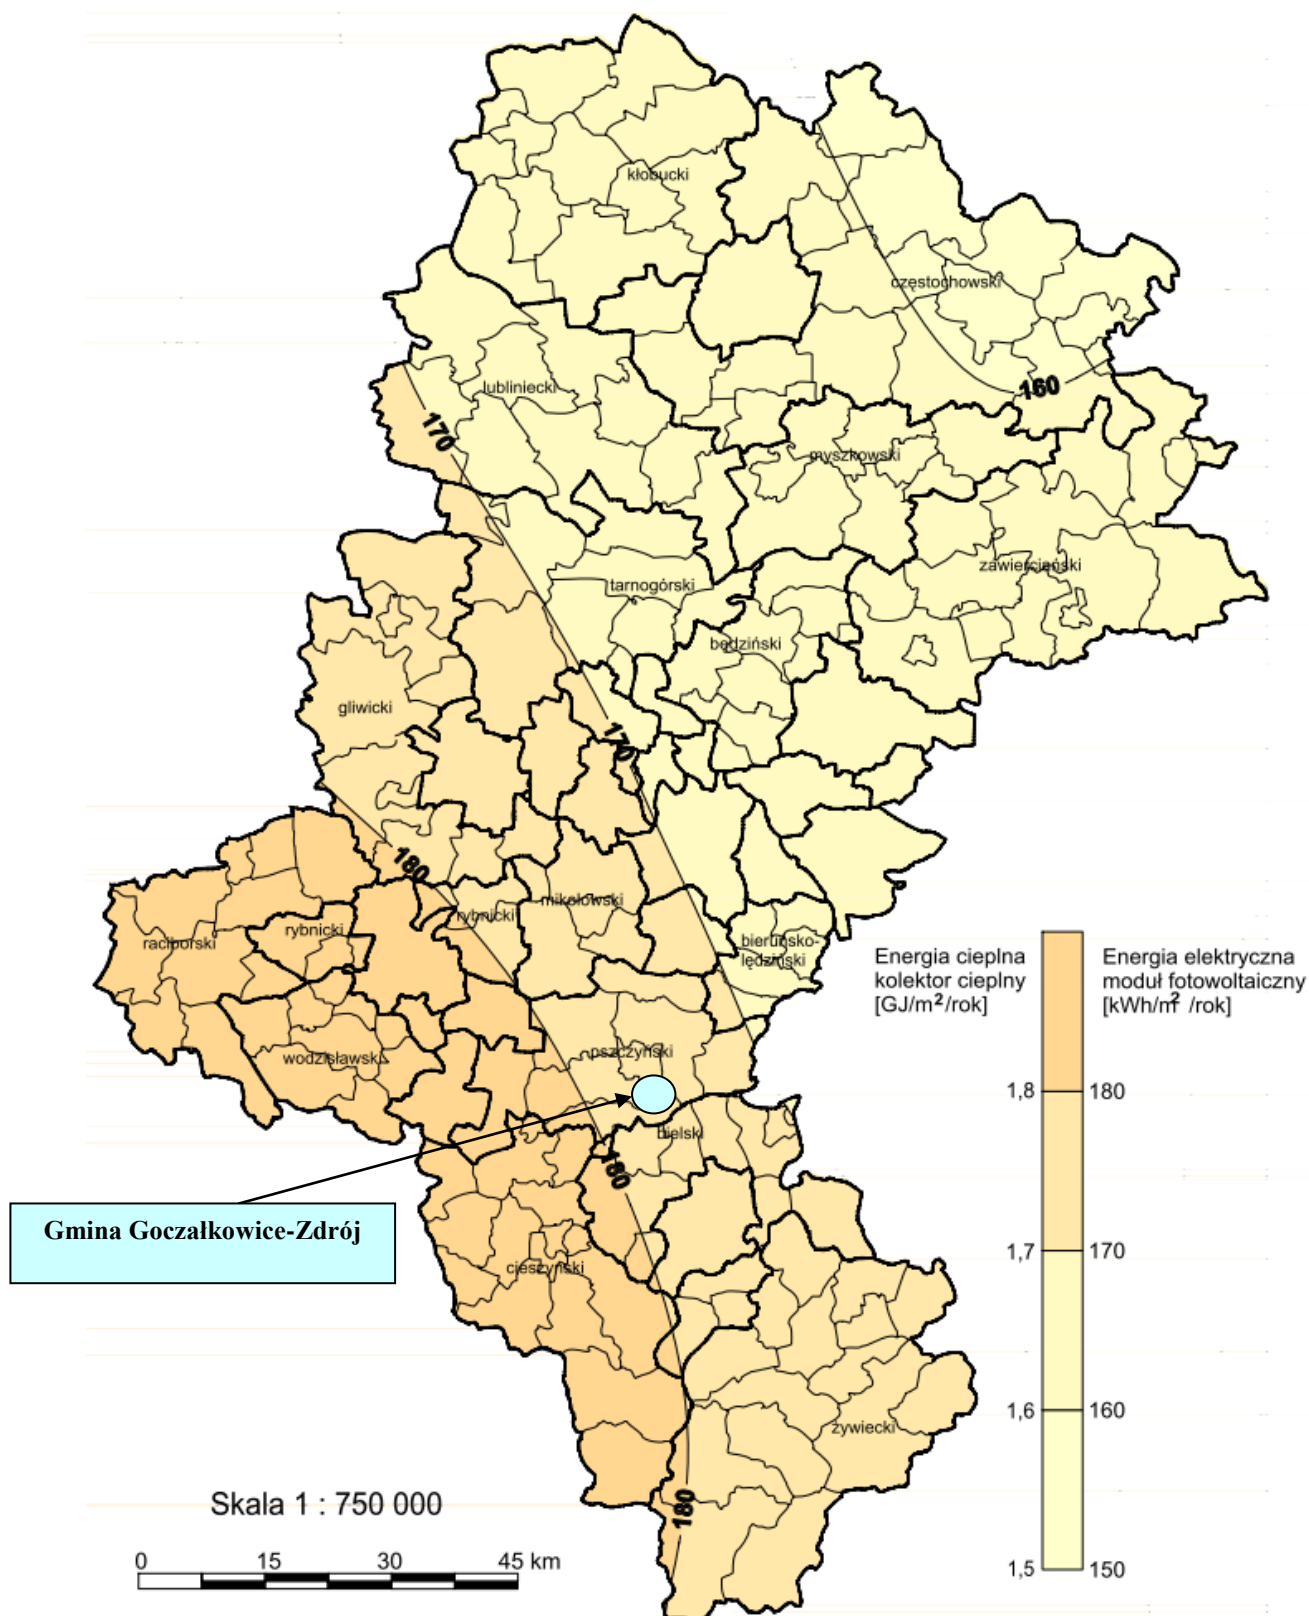 kłobucki
częstochowski
160
lubliniecki
170
myszkowski
zawierciański
tarnogórski
będziński
gliwicki
170
180
mikołowski
rybnicki
rybnicki
raciborski
bieruńsko-
lędziński
Energia cieplna
kolektor cieplny
[GJ/m²/rok]
Energia elektryczna
moduł fotowoltaiczny
[kWh/m² /rok]
pszczyński
wodzisławski
1,8
180
bielski
180
Gmina Goczałkowice-Zdrój
1,7
170
cieszyński
1,6
160
żywiecki
Skala 1 : 750 000
180
0 15 30 45 km
1,5
150